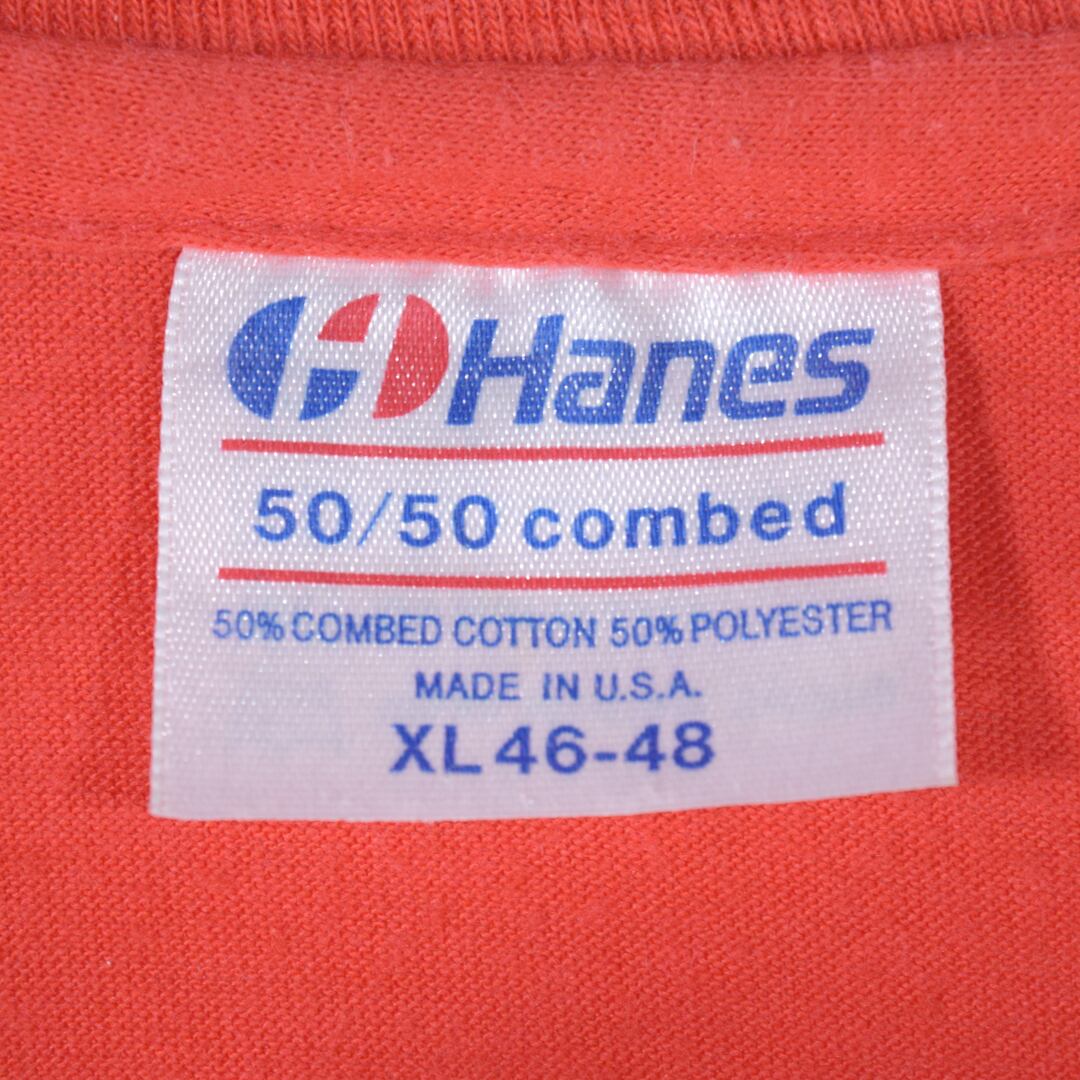 Hanes
50/50 combed
50% COMBED COTTON 50% POLYESTER
MADE IN U.S.A.
XL 46-48